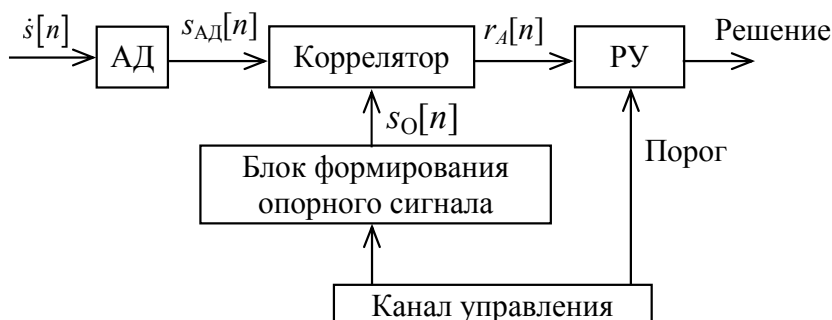 ṡ[n] s_АД[n] r_A[n] Решение
АД Коррелятор РУ
s_О[n]
Блок формирования
опорного сигнала
Порог
Канал управления